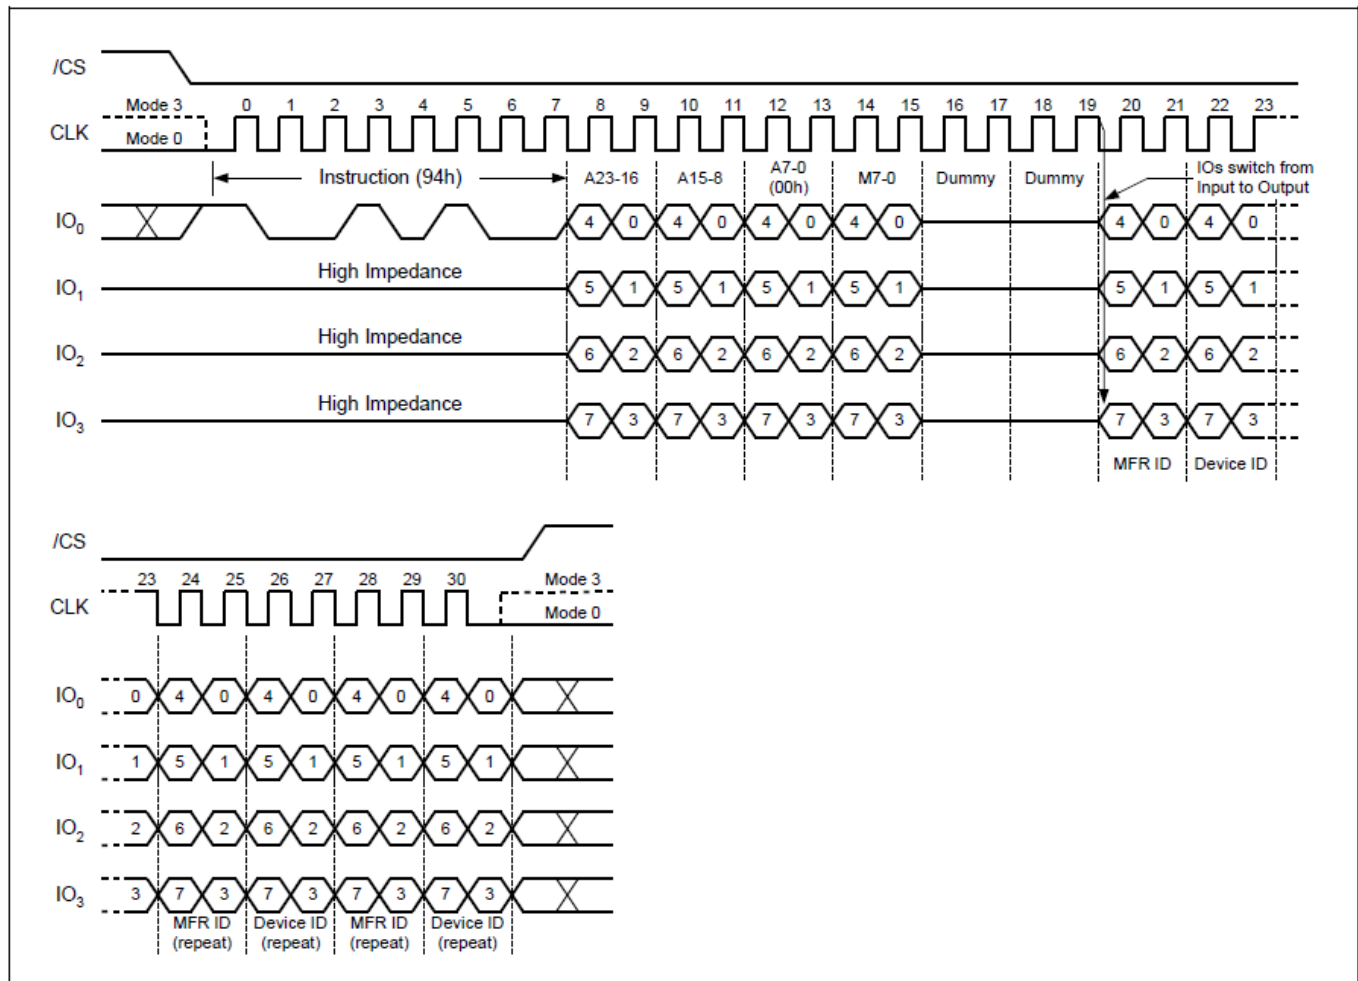 /CS
Mode 3 0 1 2 3 4 5 6 7 8 9 10 11 12 13 14 15 16 17 18 19 20 21 22 23
CLK
Mode 0
Instruction (94h) A23-16 A15-8 A7-0 (00h) M7-0 Dummy Dummy IOs switch from Input to Output
IO0 4 0 4 0 4 0 4 0 4 0 4 0
High Impedance
IO1 5 1 5 1 5 1 5 1 5 1 5 1
High Impedance
IO2 6 2 6 2 6 2 6 2 6 2 6 2
High Impedance
IO3 7 3 7 3 7 3 7 3 7 3 7 3
MFR ID Device ID
/CS
23 24 25 26 27 28 29 30 Mode 3
CLK
Mode 0
IO0 0 4 0 4 0 4 0 4 0
IO1 1 5 1 5 1 5 1 5 1
IO2 2 6 2 6 2 6 2 6 2
IO3 3 7 3 7 3 7 3 7 3
MFR ID Device ID MFR ID Device ID
(repeat) (repeat) (repeat) (repeat)